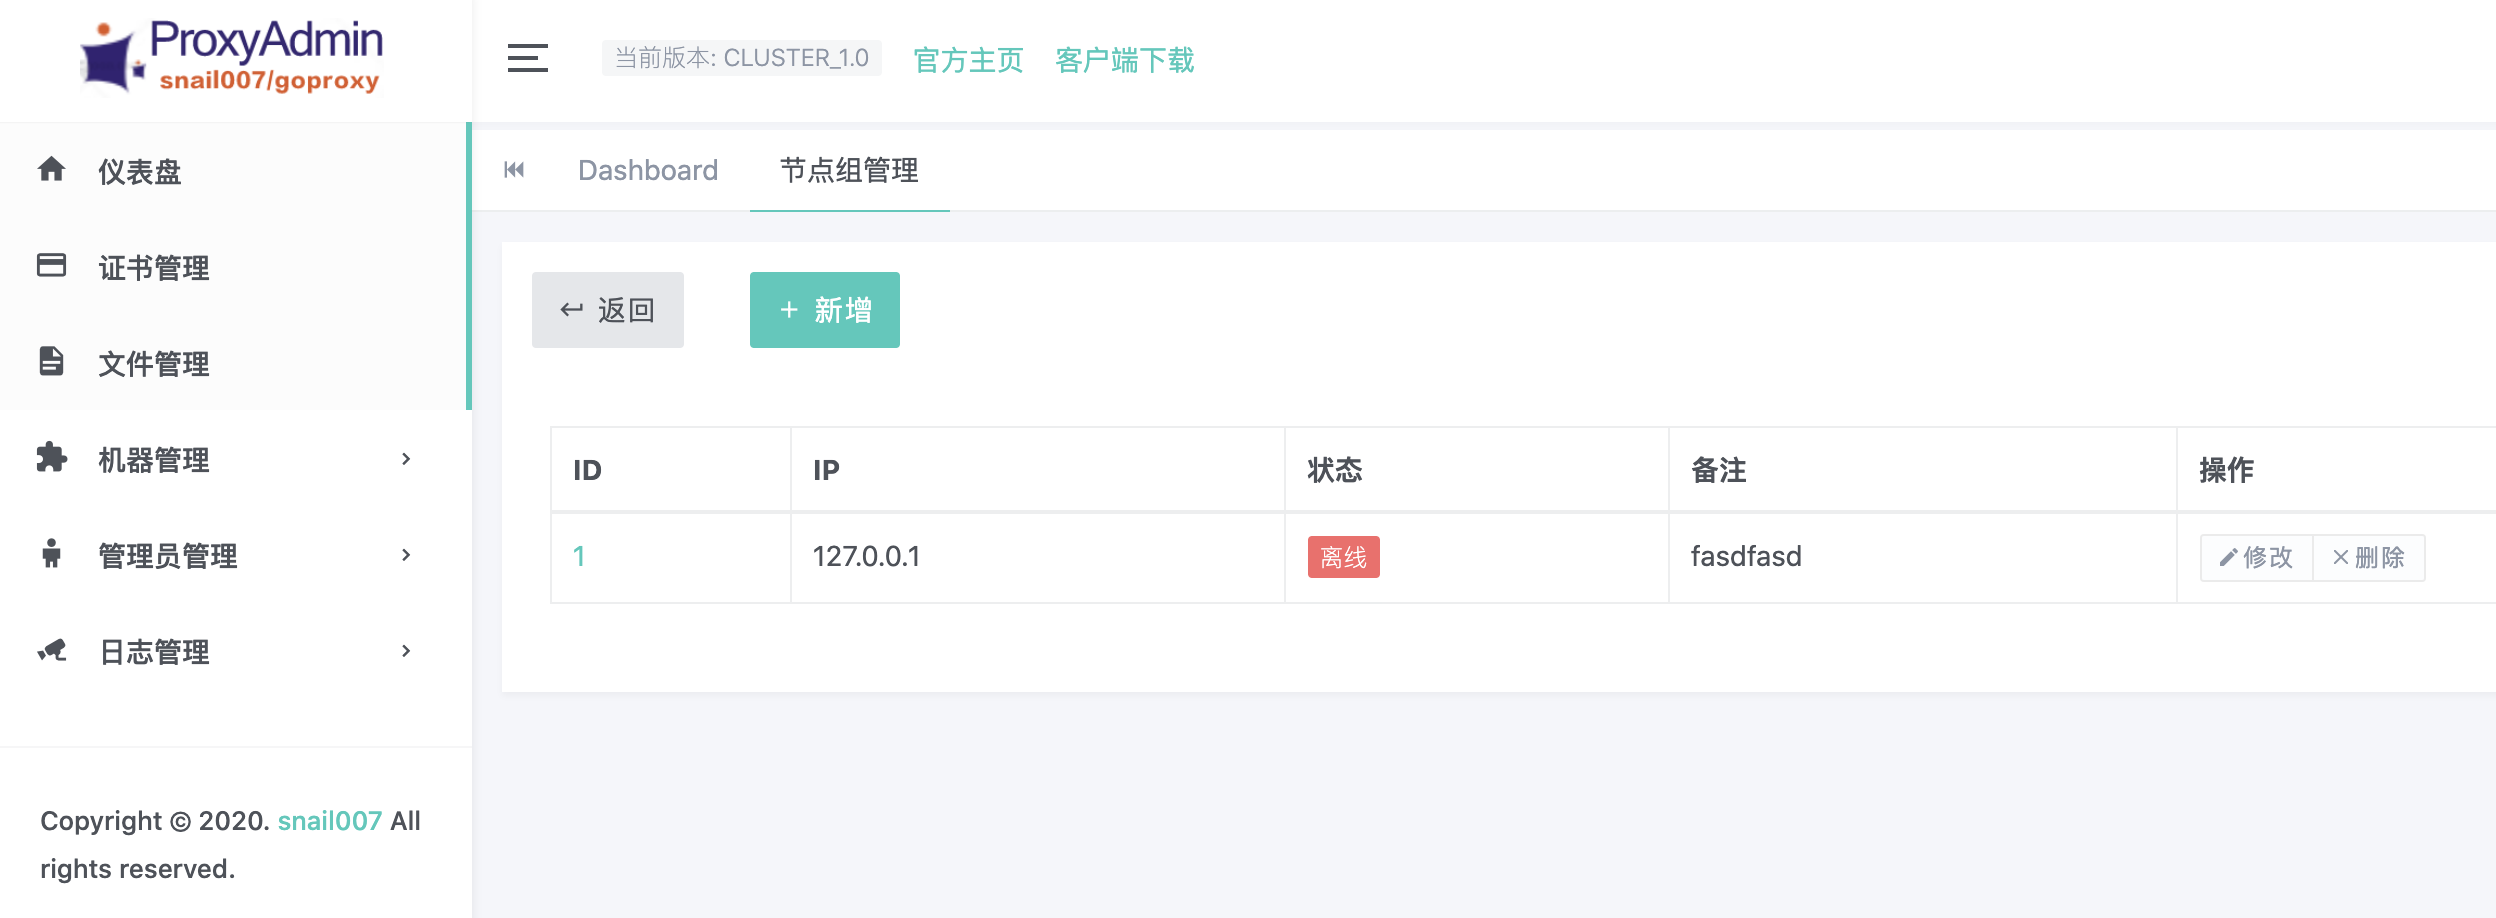 ProxyAdmin
snail007/goproxy
当前版本: CLUSTER_1.0
官方主页
客户端下载
仪表盘
证书管理
文件管理
机器管理
管理员管理
日志管理
Copyright © 2020. snail007 All
rights reserved.
Dashboard
节点组管理
返回
+ 新增
ID IP 状态 备注 操作
1 127.0.0.1 离线 fasdfasd 修改 删除